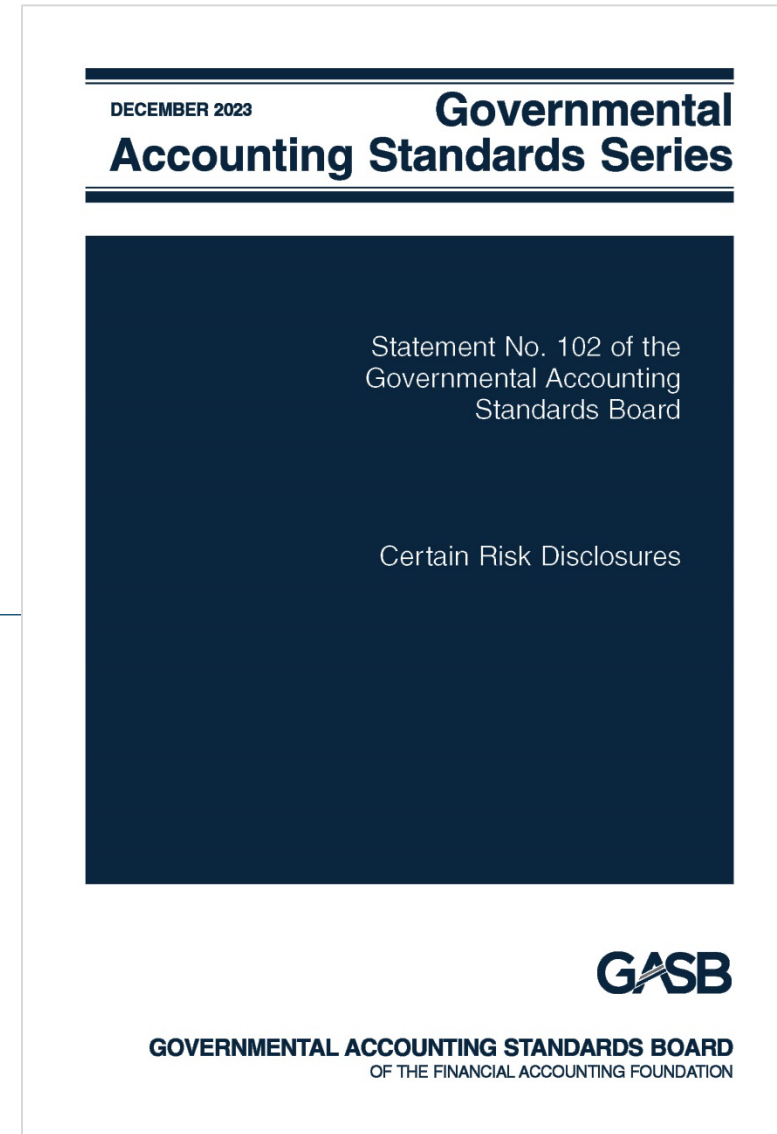 DECEMBER 2023
Governmental
Accounting Standards Series
Statement No. 102 of the
Governmental Accounting
Standards Board
Certain Risk Disclosures
GASB
GOVERNMENTAL ACCOUNTING STANDARDS BOARD
OF THE FINANCIAL ACCOUNTING FOUNDATION